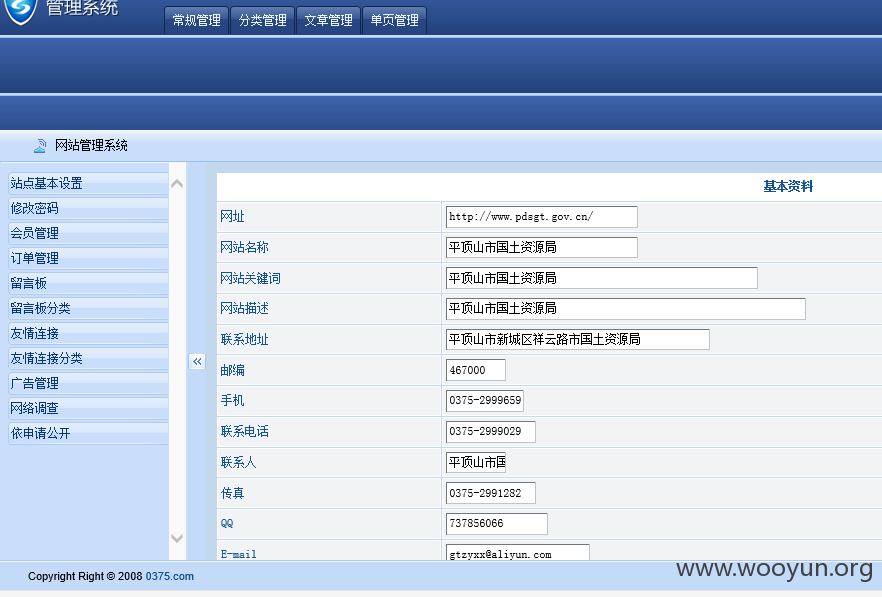 管理系统
常规管理 分类管理 文章管理 单页管理
网站管理系统
站点基本设置
修改密码
会员管理
订单管理
留言板
留言板分类
友情连接
友情连接分类
广告管理
网络调查
依申请公开
«
基本资料
网址 http://www.pdsgt.gov.cn/
网站名称 平顶山市国土资源局
网站关键词 平顶山市国土资源局
网站描述 平顶山市国土资源局
联系地址 平顶山市新城区祥云路市国土资源局
邮编 467000
手机 0375-2999659
联系电话 0375-2999029
联系人 平顶山市国
传真 0375-2991282
QQ 737856066
E-mail gtzyxx@aliyun.com
Copyright Right © 2008 0375.com
www.wooyun.org